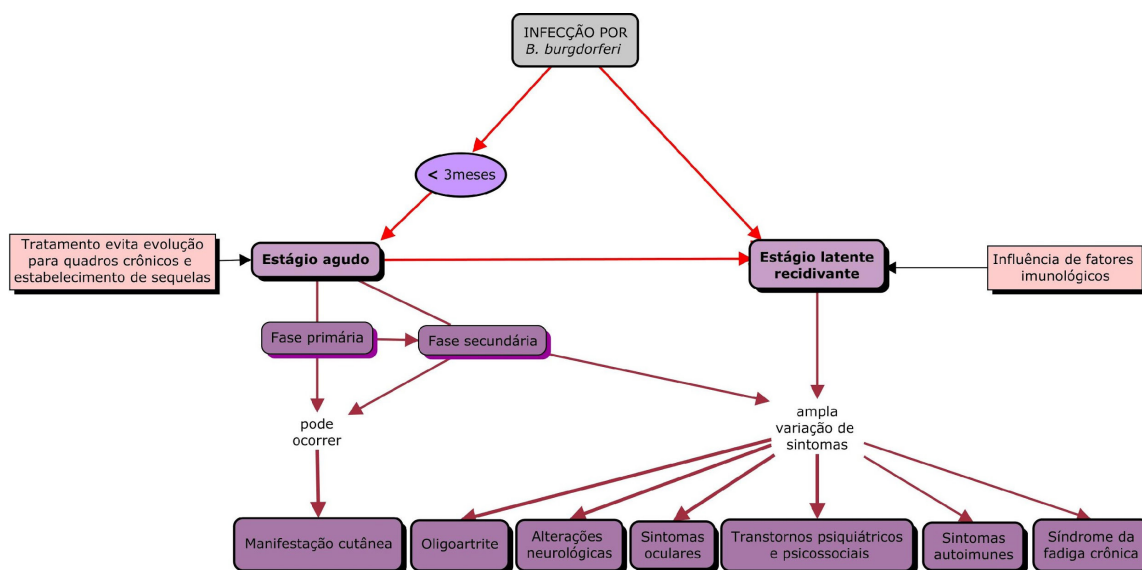 INFECÇÃO POR
B. burgdorferi
< 3meses
Tratamento evita evolução
para quadros crônicos e
estabelecimento de sequelas
Estágio agudo
Estágio latente
recidivante
Influência de fatores
imunológicos
Fase primária
Fase secundária
pode
ocorrer
ampla
variação de
sintomas
Manifestação cutânea
Oligoartrite
Alterações
neurológicas
Sintomas
oculares
Transtornos psiquiátricos
e psicossociais
Sintomas
autoimunes
Síndrome da
fadiga crônica